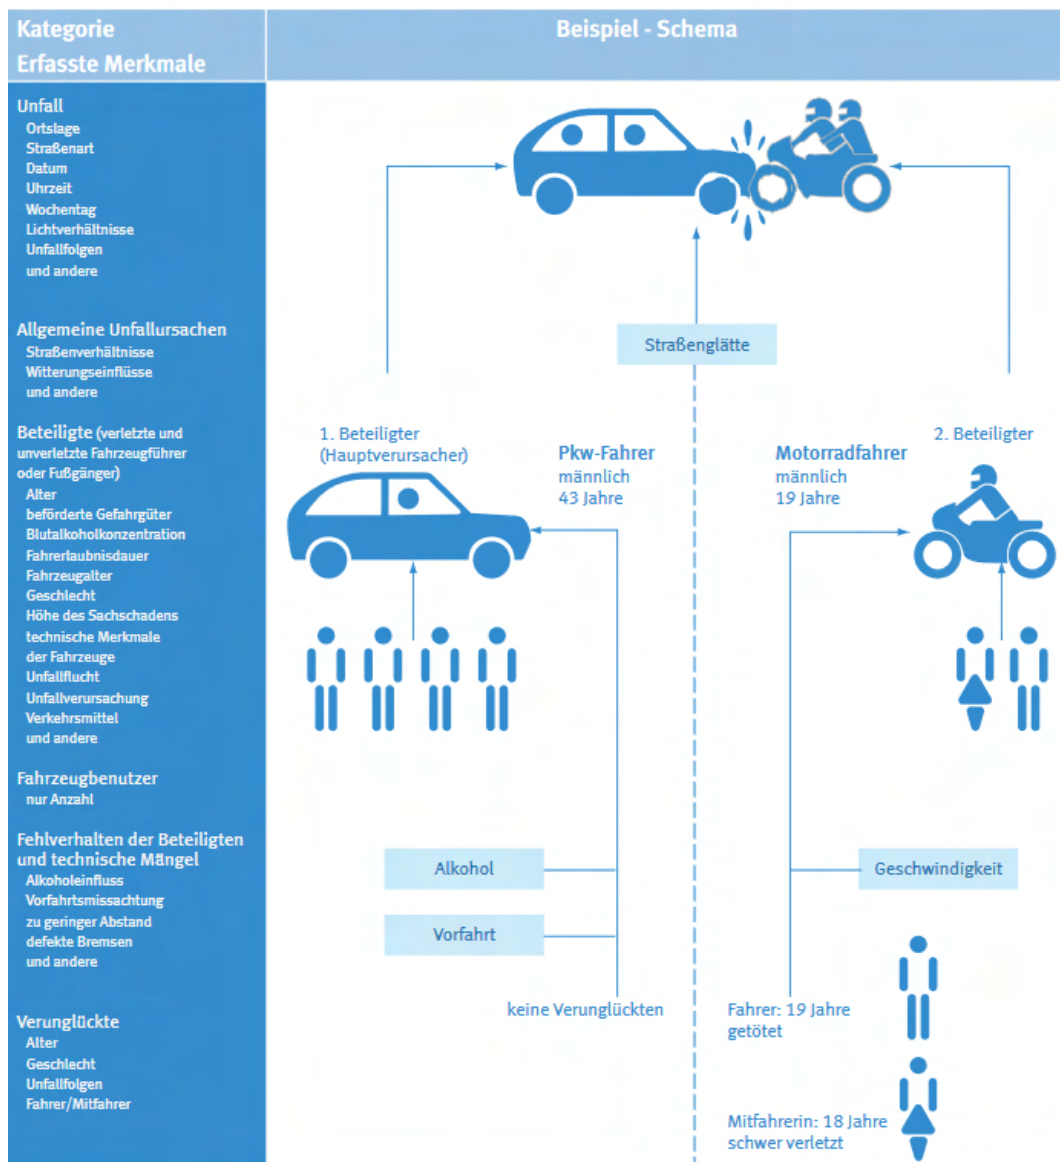 Kategorie
Erfasste Merkmale
Beispiel - Schema
Unfall
Ortslage
Straßenart
Datum
Uhrzeit
Wochentag
Lichtverhältnisse
Unfallfolgen
und andere
Allgemeine Unfallursachen
Straßenverhältnisse
Witterungseinflüsse
und andere
Straßenglätte
Beteiligte (verletzte und
unverletzte Fahrzeugführer
oder Fußgänger)
Alter
beförderte Gefahrgüter
Blutalkoholkonzentration
Fahrerlaubnisdauer
Fahrzeugalter
Geschlecht
Höhe des Sachschadens
technische Merkmale
der Fahrzeuge
Unfallflucht
Unfallverursachung
Verkehrsmittel
und andere
1. Beteiligter
(Hauptverursacher)
Pkw-Fahrer
männlich
43 Jahre
Motorradfahrer
männlich
19 Jahre
2. Beteiligter
Fahrzeugbenutzer
nur Anzahl
Fehlverhalten der Beteiligten
und technische Mängel
Alkoholeinfluss
Vorfahrtsmissachtung
zu geringer Abstand
defekte Bremsen
und andere
Alkohol
Vorfahrt
Geschwindigkeit
Verunglückte
Alter
Geschlecht
Unfallfolgen
Fahrer/Mitfahrer
keine Verunglückten
Fahrer: 19 Jahre
getötet
Mitfahrerin: 18 Jahre
schwer verletzt